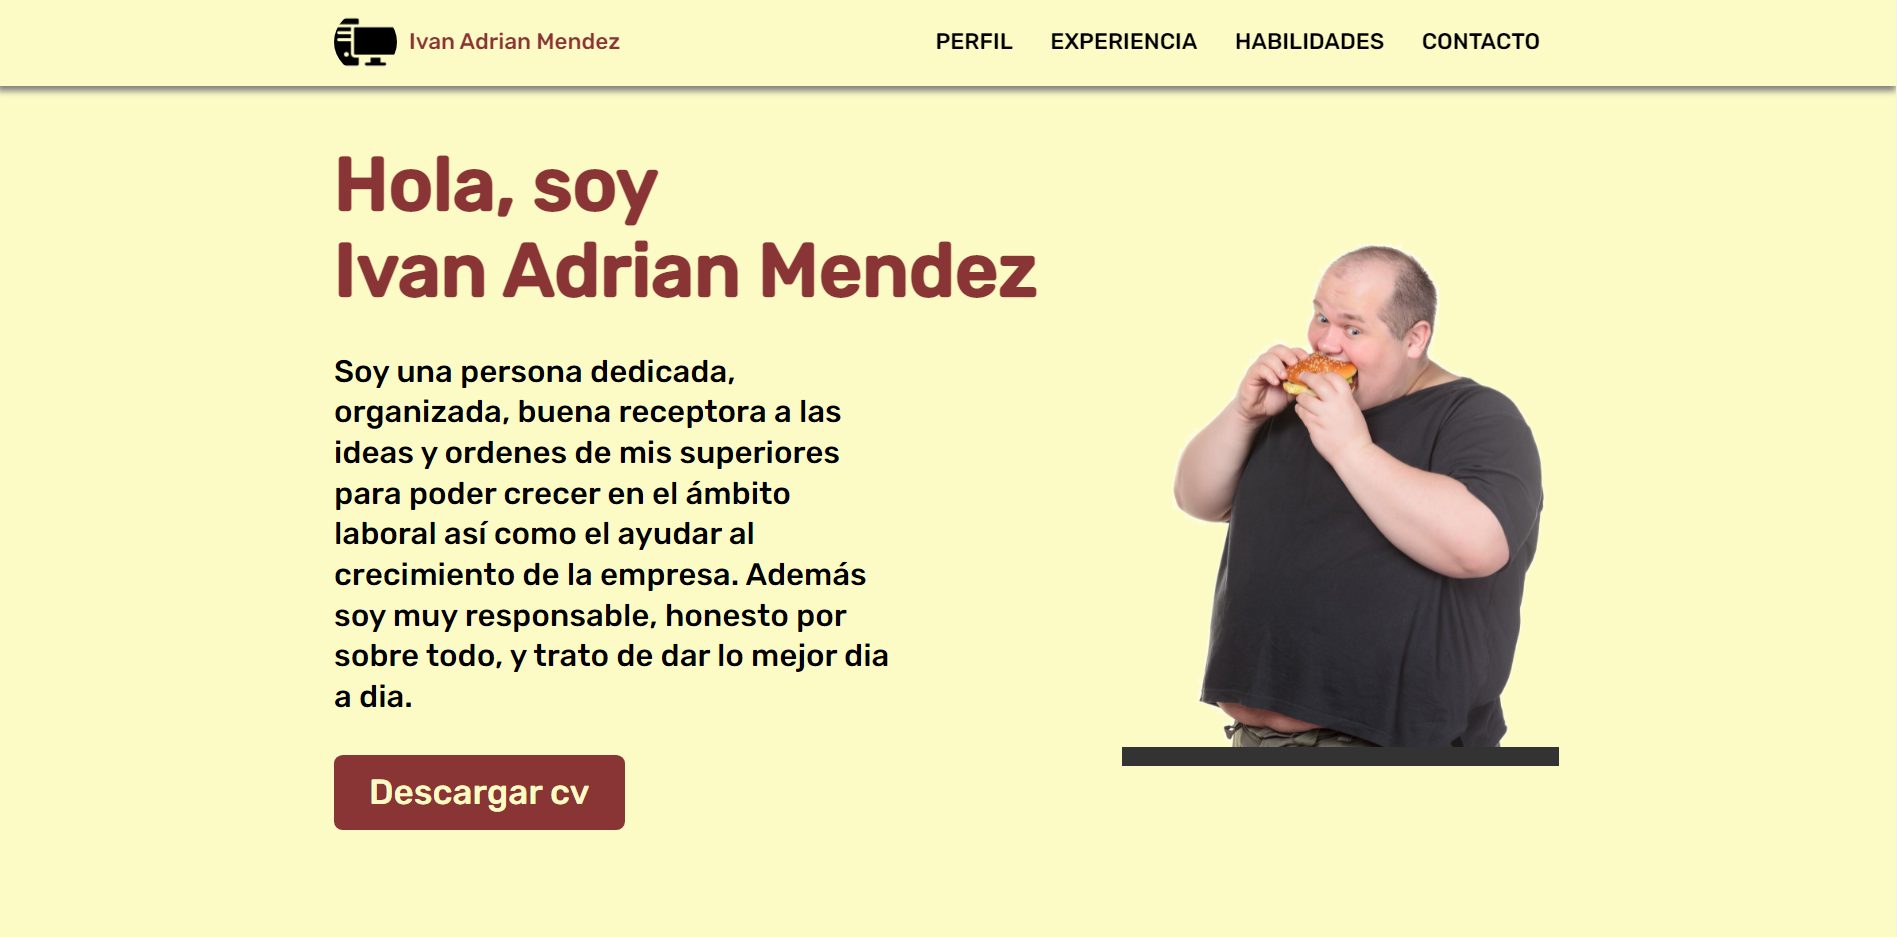 Ivan Adrian Mendez
PERFIL EXPERIENCIA HABILIDADES CONTACTO
Hola, soy
Ivan Adrian Mendez
Soy una persona dedicada,
organizada, buena receptora a las
ideas y ordenes de mis superiores
para poder crecer en el ámbito
laboral así como el ayudar al
crecimiento de la empresa. Además
soy muy responsable, honesto por
sobre todo, y trato de dar lo mejor dia
a dia.
Descargar cv